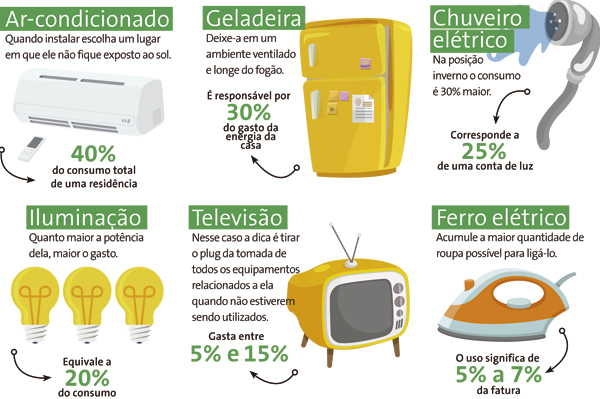 Ar-condicionado
Quando instalar escolha um lugar
em que ele não fique exposto ao sol.
40%
do consumo total
de uma residência
Geladeira
Deixe-a em um
ambiente ventilado
e longe do fogão.
É responsável por
30%
do gasto da
energia da
casa
Chuveiro
elétrico
Na posição
inverno o consumo
é 30% maior.
Corresponde a
25%
de uma conta de luz
Iluminação
Quanto maior a potência
dela, maior o gasto.
Equivale a
20%
do consumo
Televisão
Nesse caso a dica é tirar
o plug da tomada de
todos os equipamentos
relacionados a ela
quando não estiverem
sendo utilizados.
Gasta entre
5% e 15%
Ferro elétrico
Acumule a maior quantidade de
roupa possível para ligá-lo.
O uso significa de
5% a 7%
da fatura